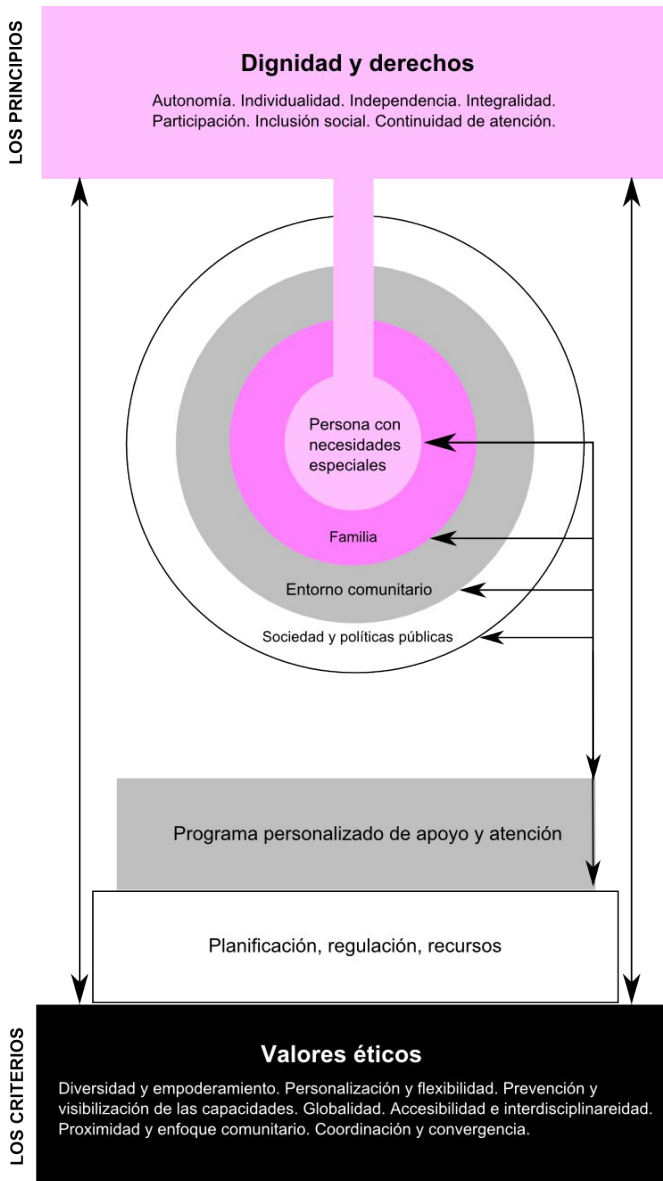 LOS PRINCIPIOS
Dignidad y derechos
Autonomía. Individualidad. Independencia. Integralidad.
Participación. Inclusión social. Continuidad de atención.
Persona con
necesidades
especiales
Familia
Entorno comunitario
Sociedad y políticas públicas
Programa personalizado de apoyo y atención
Planificación, regulación, recursos
LOS CRITERIOS
Valores éticos
Diversidad y empoderamiento. Personalización y flexibilidad. Prevención y
visibilización de las capacidades. Globalidad. Accesibilidad e interdisciplinareidad.
Proximidad y enfoque comunitario. Coordinación y convergencia.